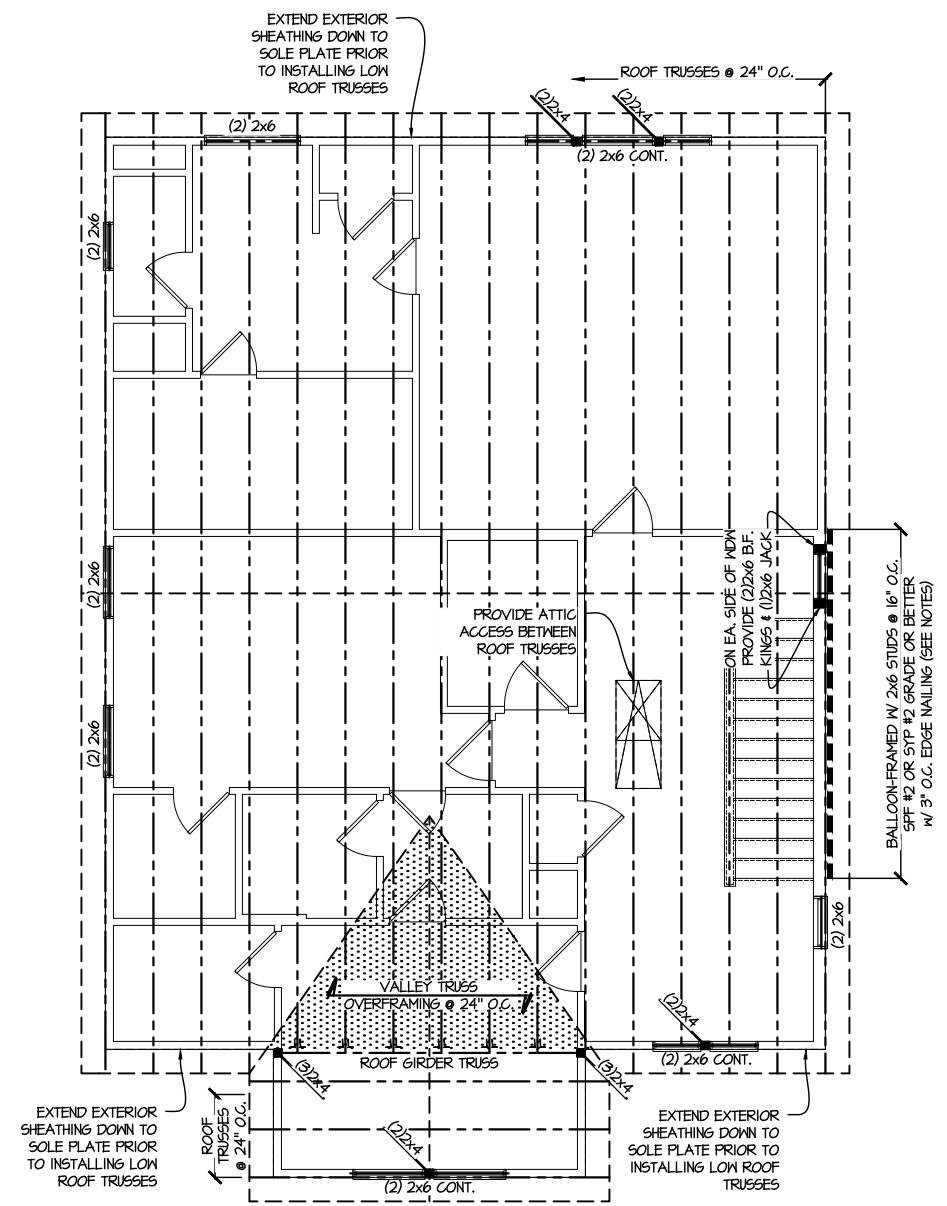 EXTEND EXTERIOR
SHEATHING DOWN TO
SOLE PLATE PRIOR
TO INSTALLING LOW
ROOF TRUSSES
ROOF TRUSSES @ 24" O.C.
(2)2x4
(2)2x4
(2) 2x6
(2) 2x6 CONT.
(2) 2x6
(2) 2x6
(2) 2x6
PROVIDE ATTIC
ACCESS BETWEEN
ROOF TRUSSES
ON EA. SIDE OF WDW
PROVIDE (2)2x6 B.F.
KINGS & (1)2x6 JACK
BALLOON-FRAMED W/ 2x6 STUDS @ 16" O.C.
SPF #2 OR SYP #2 GRADE OR BETTER
W/ 3" O.C. EDGE NAILING (SEE NOTES)
(2) 2x6
VALLEY TRUSS
OVERFRAMING @ 24" O.C.
(2)2x4
(2) 2x6 CONT.
ROOF GIRDER TRUSS
(3)2x4
(3)2x4
EXTEND EXTERIOR
SHEATHING DOWN TO
SOLE PLATE PRIOR
TO INSTALLING LOW
ROOF TRUSSES
ROOF
TRUSSES
@ 24" O.C.
(2)2x4
(2) 2x6 CONT.
EXTEND EXTERIOR
SHEATHING DOWN TO
SOLE PLATE PRIOR TO
INSTALLING LOW ROOF
TRUSSES